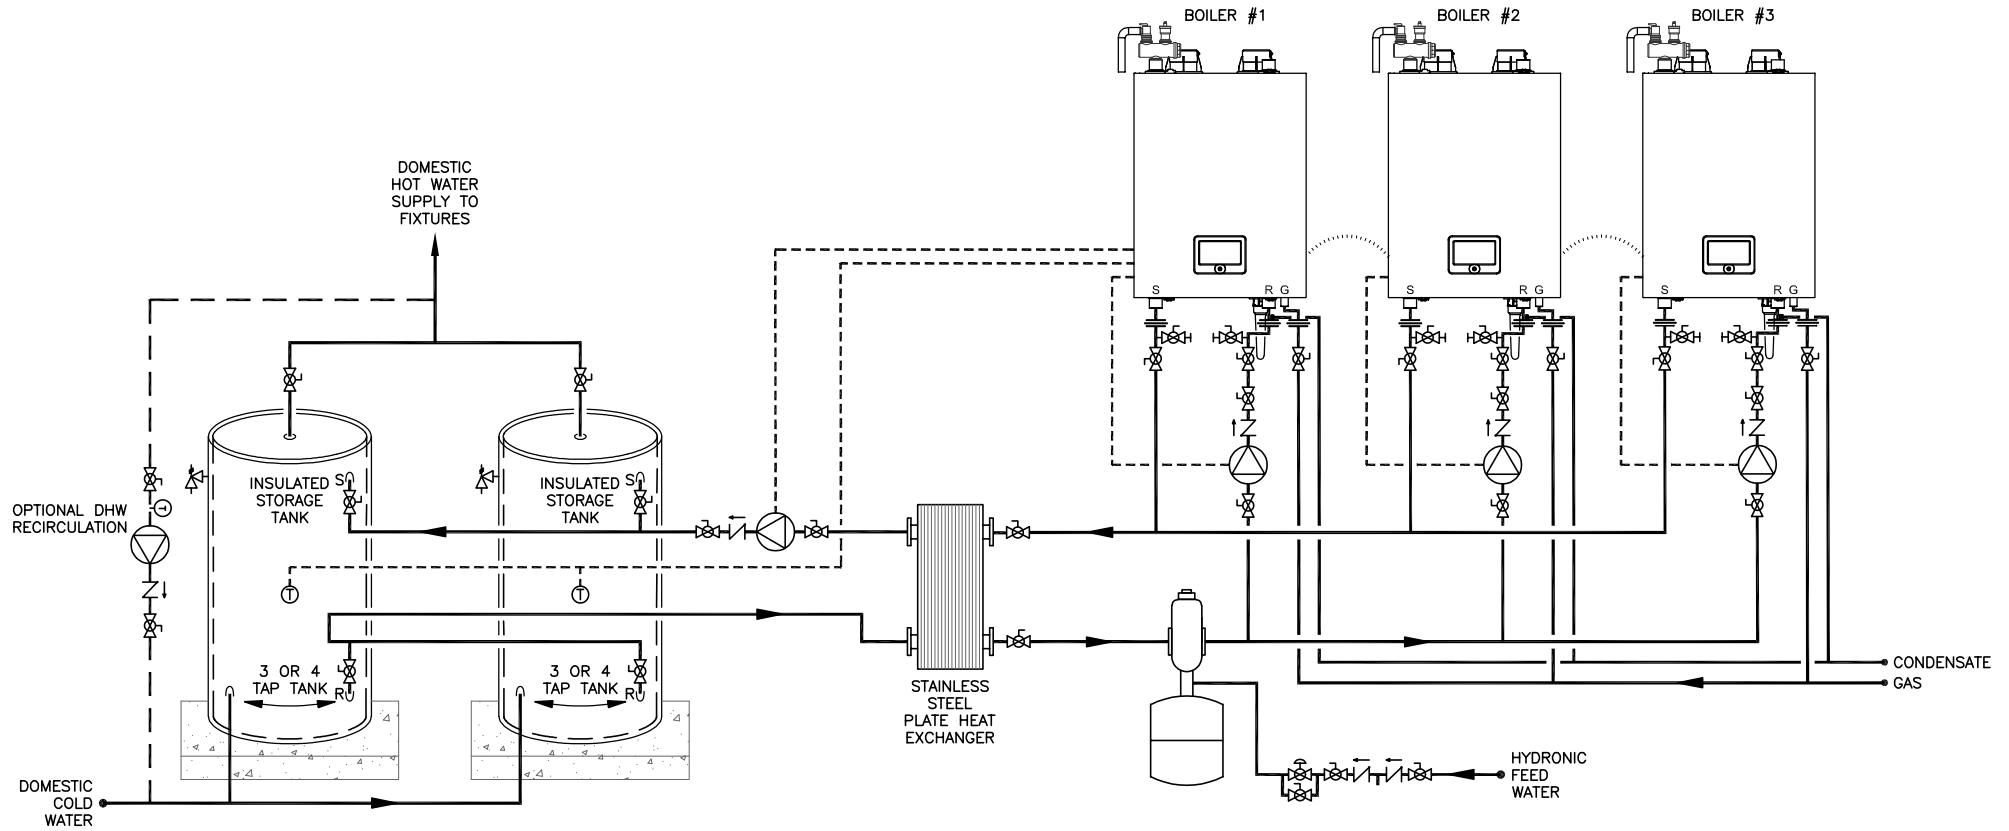 BOILER #1
BOILER #2
BOILER #3
DOMESTIC
HOT WATER
SUPPLY TO
FIXTURES
S
R G
S
R G
S
R G
OPTIONAL DHW
RECIRCULATION
T
INSULATED
STORAGE
TANK
S
INSULATED
STORAGE
TANK
S
T
T
3 OR 4
TAP TANK
R
3 OR 4
TAP TANK
R
STAINLESS
STEEL
PLATE HEAT
EXCHANGER
CONDENSATE
GAS
HYDRONIC
FEED
WATER
DOMESTIC
COLD
WATER